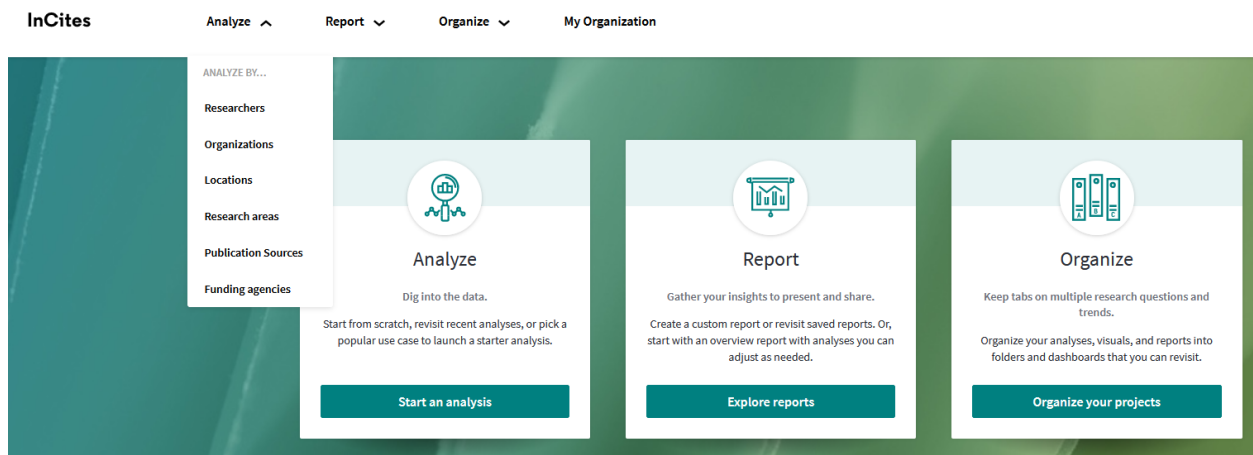 InCites
Analyze
Report
Organize
My Organization
ANALYZE BY...
Researchers
Organizations
Locations
Research areas
Publication Sources
Funding agencies
Analyze
Dig into the data.
Start from scratch, revisit recent analyses, or pick a
popular use case to launch a starter analysis.
Start an analysis
Report
Gather your insights to present and share.
Create a custom report or revisit saved reports. Or,
start with an overview report with analyses you can
adjust as needed.
Explore reports
A
B
C
Organize
Keep tabs on multiple research questions and
trends.
Organize your analyses, visuals, and reports into
folders and dashboards that you can revisit.
Organize your projects